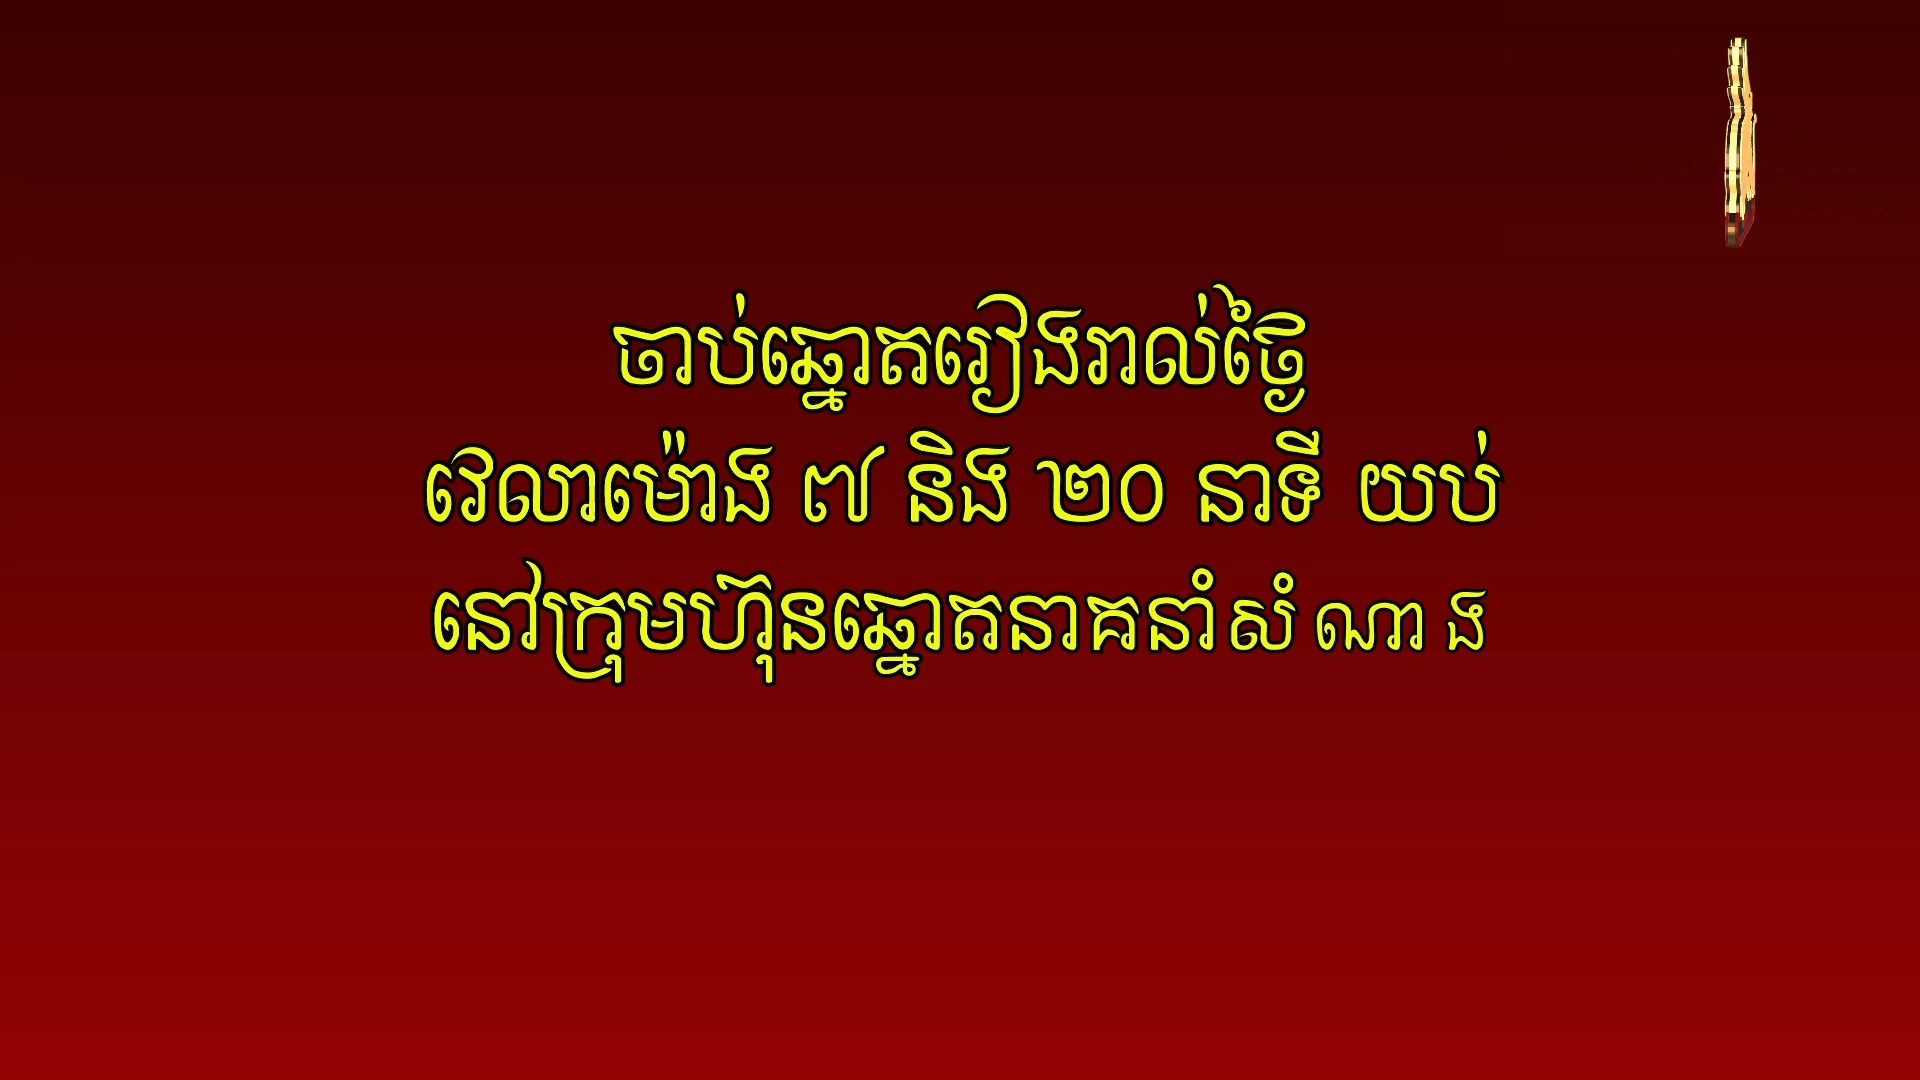 ចាប់ឆ្នោតរៀងរាល់ថ្ងៃ
វេលាម៉ោង ៧ និង ២០ នាទី យប់
នៅក្រុមហ៊ុនឆ្នោតនាគនាំសំណាង